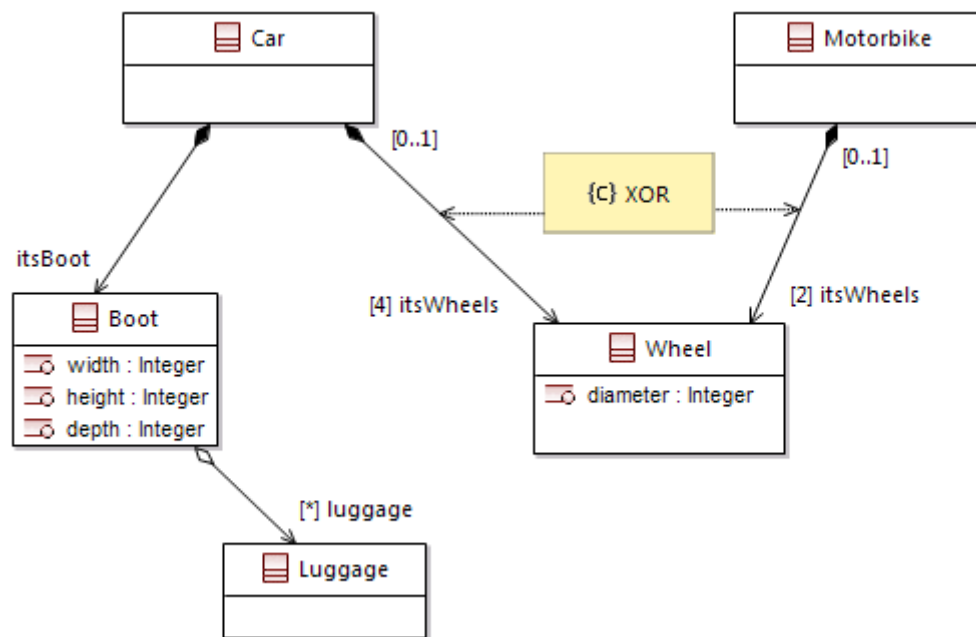 Car
Motorbike
[0..1]
[0..1]
{C} XOR
itsBoot
[4] itsWheels
[2] itsWheels
Boot
width : Integer
height : Integer
depth : Integer
Wheel
diameter : Integer
[*] luggage
Luggage